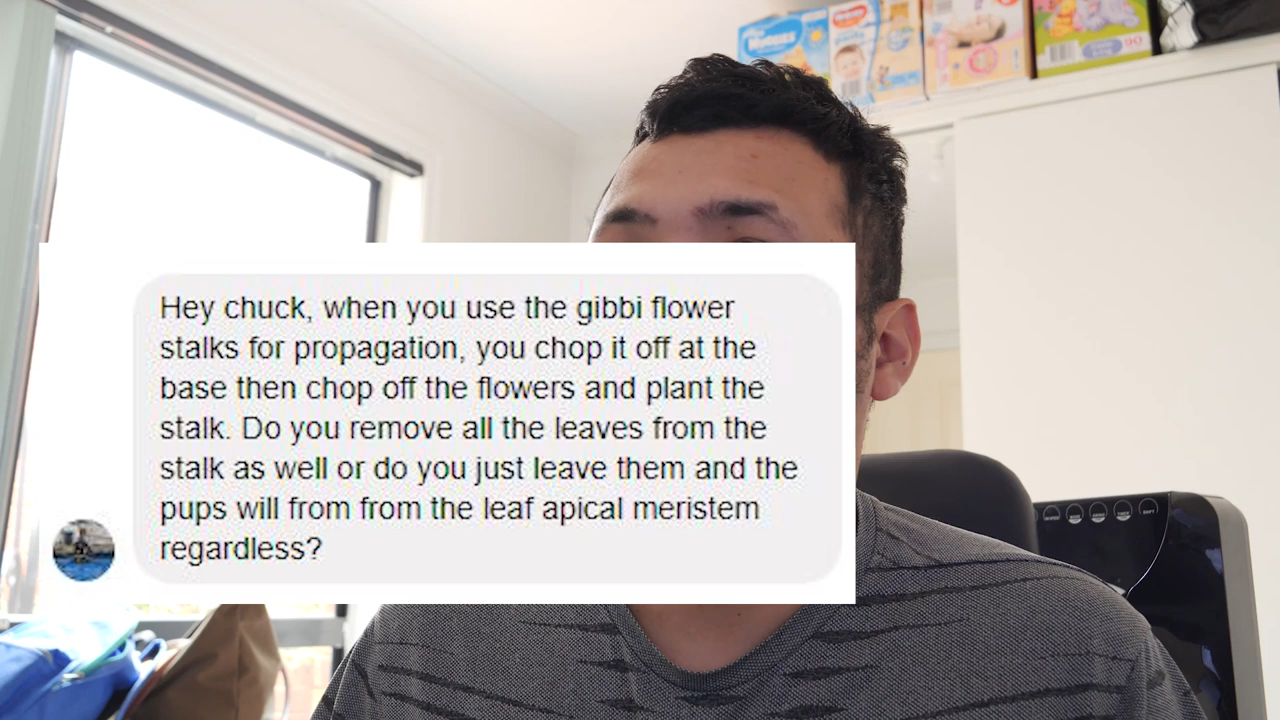 HUGGIES
90
Hey chuck, when you use the gibbi flower
stalks for propagation, you chop it off at the
base then chop off the flowers and plant the
stalk. Do you remove all the leaves from the
stalk as well or do you just leave them and the
pups will from from the leaf apical meristem
regardless?